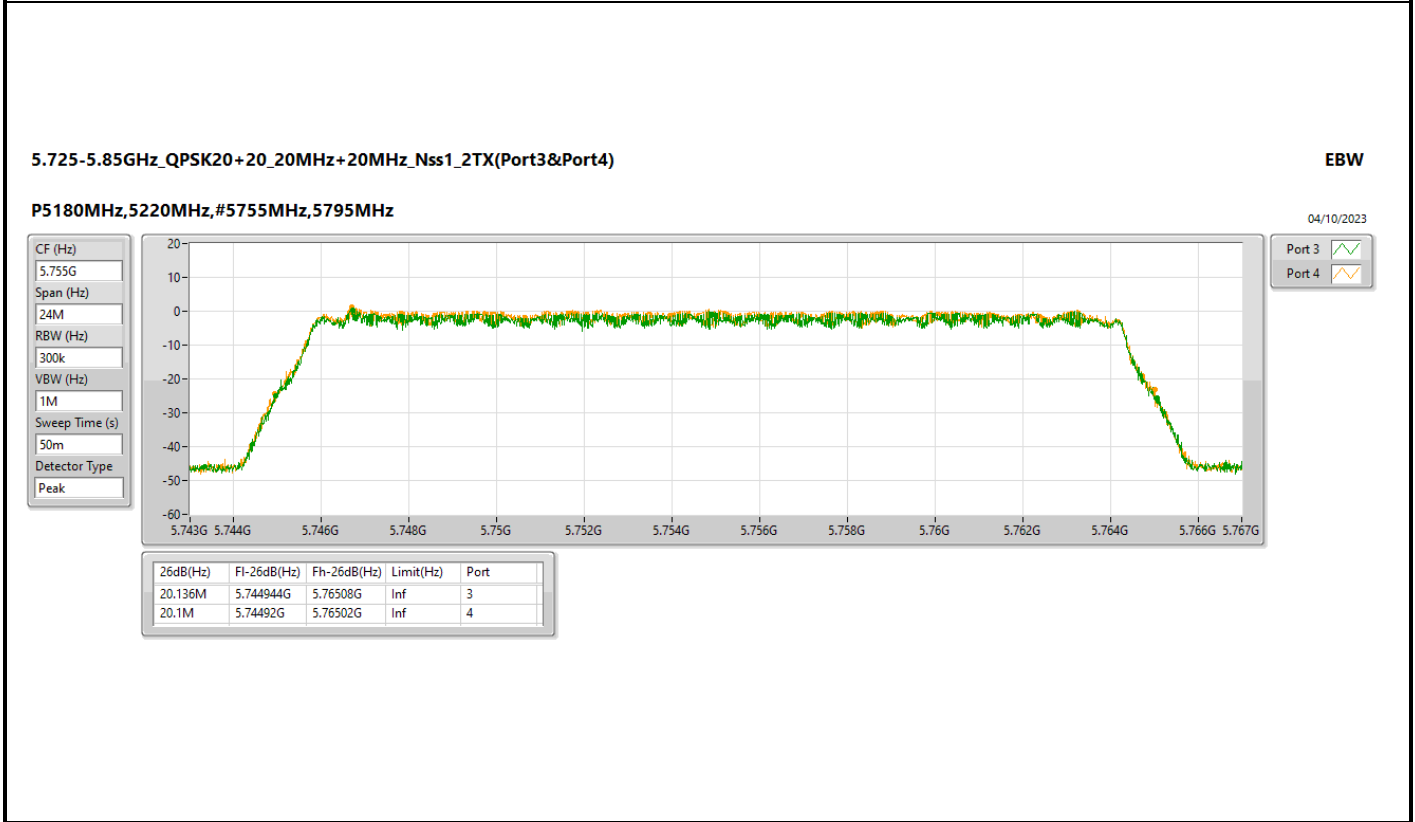 5.725-5.85GHz_QPSK20+20_20MHz+20MHz_Nss1_2TX(Port3&Port4)
EBW
P5180MHz,5220MHz,#5755MHz,5795MHz
04/10/2023
CF (Hz)
5.755G
Span (Hz)
24M
RBW (Hz)
300k
VBW (Hz)
1M
Sweep Time (s)
50m
Detector Type
Peak
20
10
0
-10
-20
-30
-40
-50
-60
5.743G 5.744G 5.746G 5.748G 5.75G 5.752G 5.754G 5.756G 5.758G 5.76G 5.762G 5.764G 5.766G 5.767G
Port 3
Port 4
26dB(Hz) Fl-26dB(Hz) Fh-26dB(Hz) Limit(Hz) Port
20.136M 5.744944G 5.76508G Inf 3
20.1M 5.74492G 5.76502G Inf 4